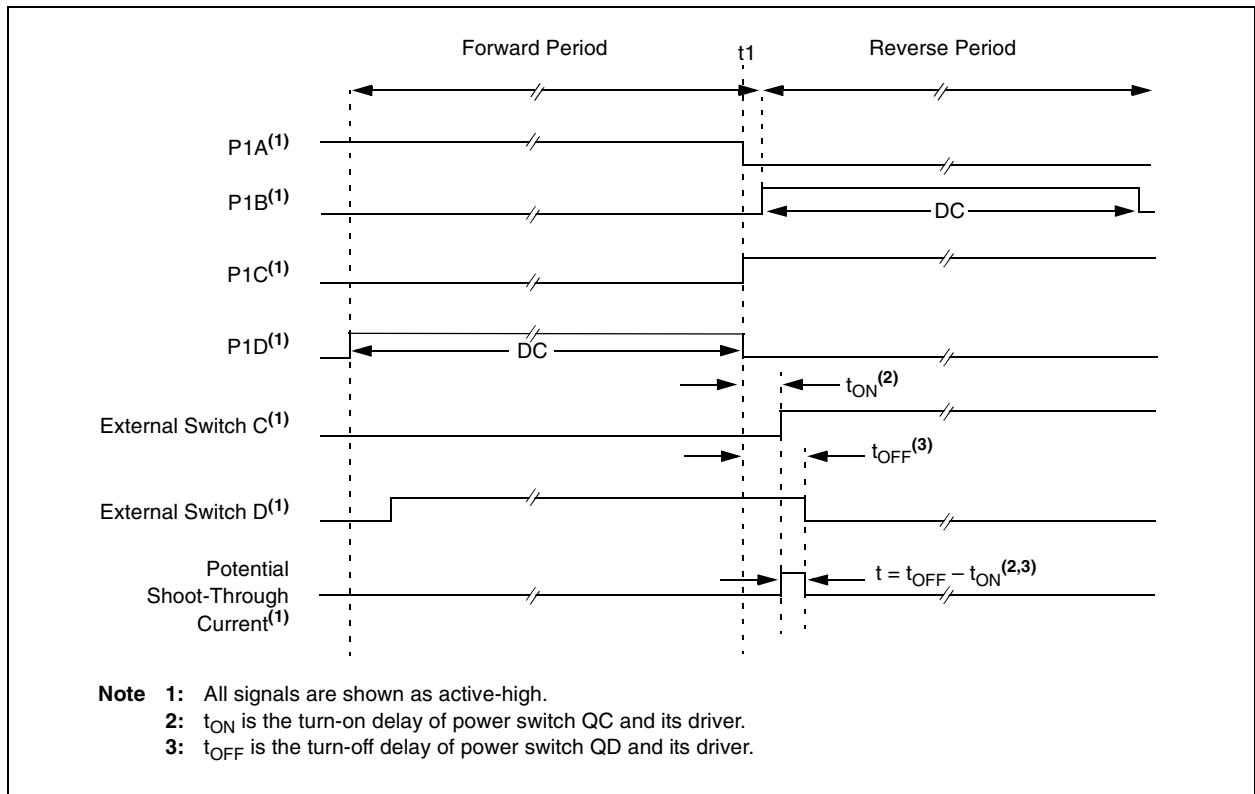 Forward Period
t1
Reverse Period
P1A(1)
P1B(1)
DC
P1C(1)
P1D(1)
DC
tON(2)
External Switch C(1)
tOFF(3)
External Switch D(1)
Potential
Shoot-Through
Current(1)
t = tOFF – tON(2,3)
Note 1: All signals are shown as active-high.
2: tON is the turn-on delay of power switch QC and its driver.
3: tOFF is the turn-off delay of power switch QD and its driver.